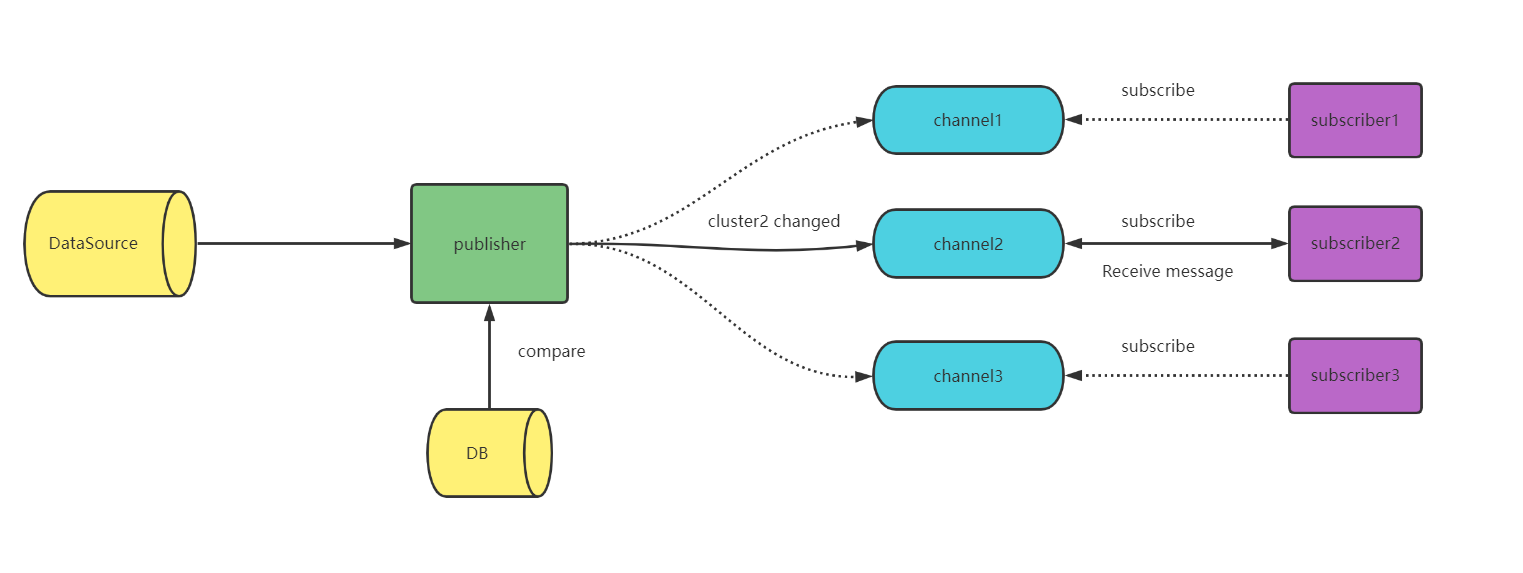 subscribe
channel1
subscriber1
DataSource
publisher
cluster2 changed
channel2
subscribe
Receive message
subscriber2
compare
DB
subscribe
channel3
subscriber3